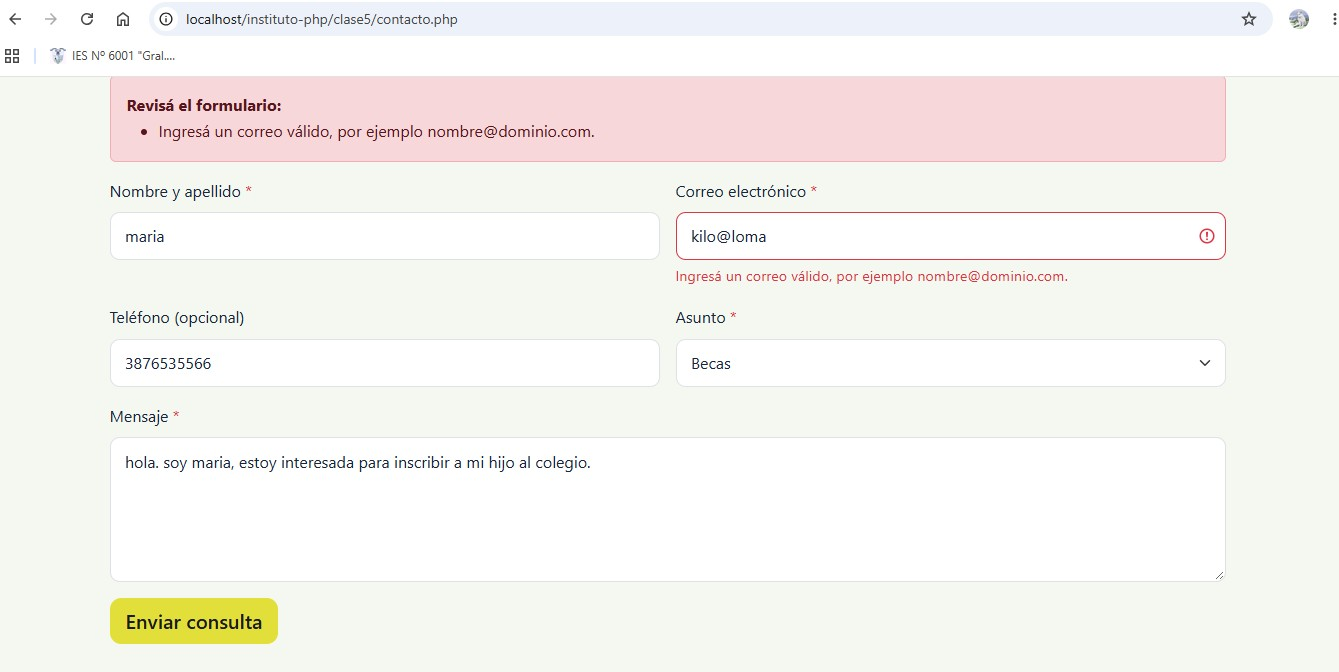 localhost/instituto-php/clase5/contacto.php
IES Nº 6001 "Gral....
Revisá el formulario:
Ingresá un correo válido, por ejemplo nombre@dominio.com.
Nombre y apellido *
Correo electrónico *
maria
kilo@loma
Ingresá un correo válido, por ejemplo nombre@dominio.com.
Teléfono (opcional)
Asunto *
3876535566
Becas
Mensaje *
hola. soy maria, estoy interesada para inscribir a mi hijo al colegio.
Enviar consulta